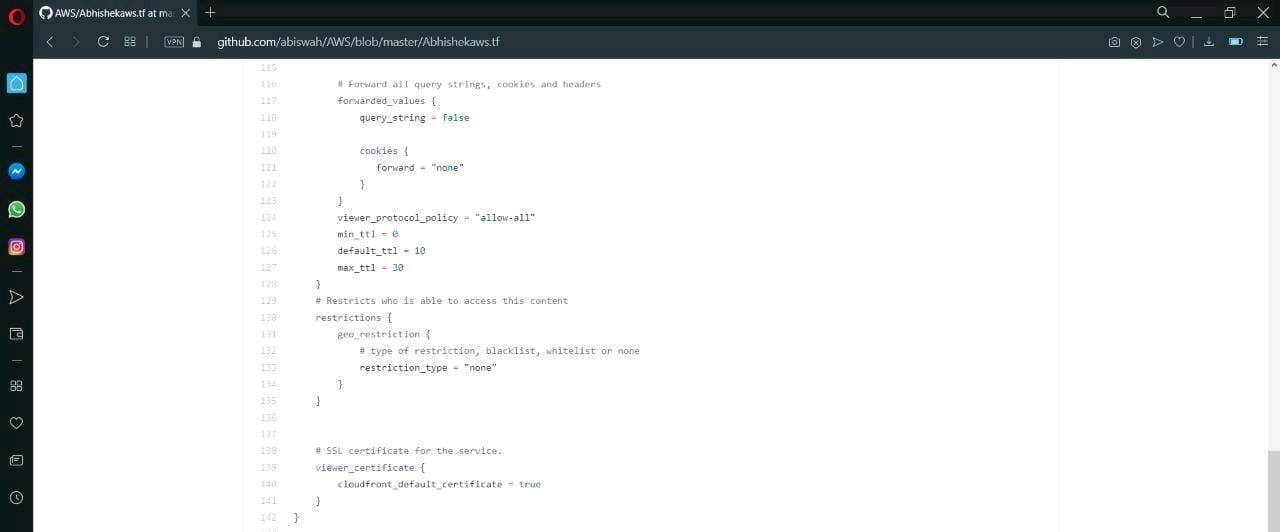 AWS/Abhishekaws.tf at mas
VPN
github.com/abiswah/AWS/blob/master/Abhishekaws.tf
115
116 # Forward all query strings, cookies and headers
117 forwarded_values {
118 query_string = false
119
120 cookies {
121 forward = "none"
122 }
123 }
124 viewer_protocol_policy = "allow-all"
125 min_ttl = 0
126 default_ttl = 10
127 max_ttl = 30
128 }
129 # Restricts who is able to access this content
130 restrictions {
131 geo_restriction {
132 # type of restriction, blacklist, whitelist or none
133 restriction_type = "none"
134 }
135 }
136
137
138 # SSL certificate for the service.
139 viewer_certificate {
140 cloudfront_default_certificate = true
141 }
142 }